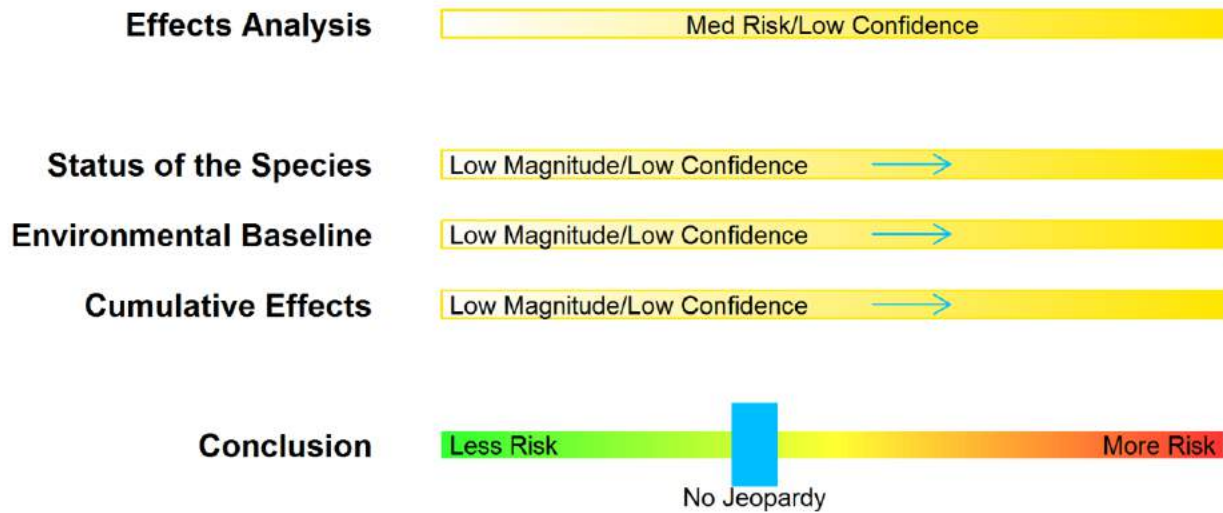 Effects Analysis Med Risk/Low Confidence
Status of the Species Low Magnitude/Low Confidence
Environmental Baseline Low Magnitude/Low Confidence
Cumulative Effects Low Magnitude/Low Confidence
Conclusion Less Risk More Risk
No Jeopardy